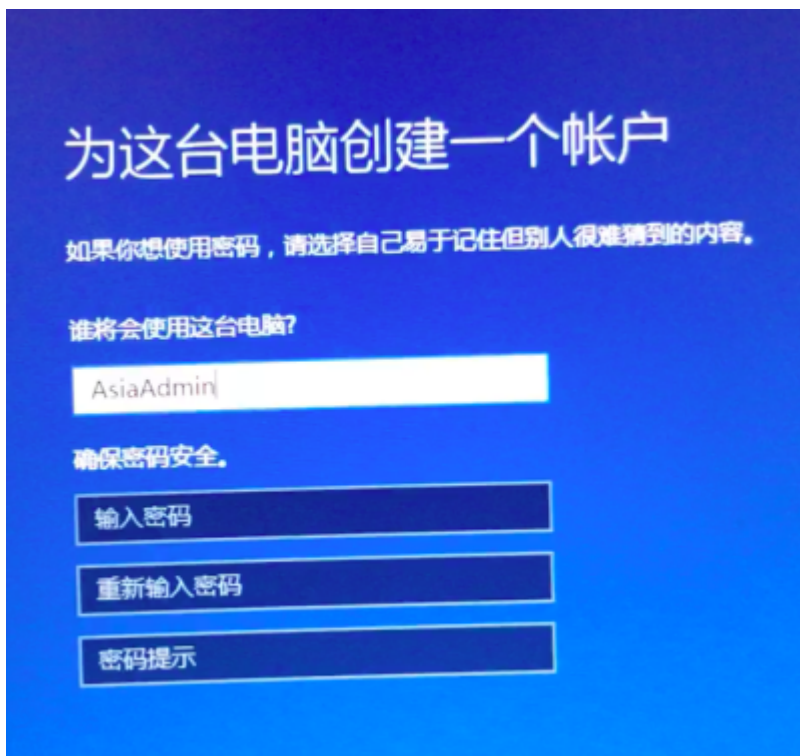 为这台电脑创建一个帐户
如果你想使用密码，请选择自己易于记住但别人很难猜到的内容。
谁将会使用这台电脑?
AsiaAdmin
确保密码安全。
输入密码
重新输入密码
密码提示